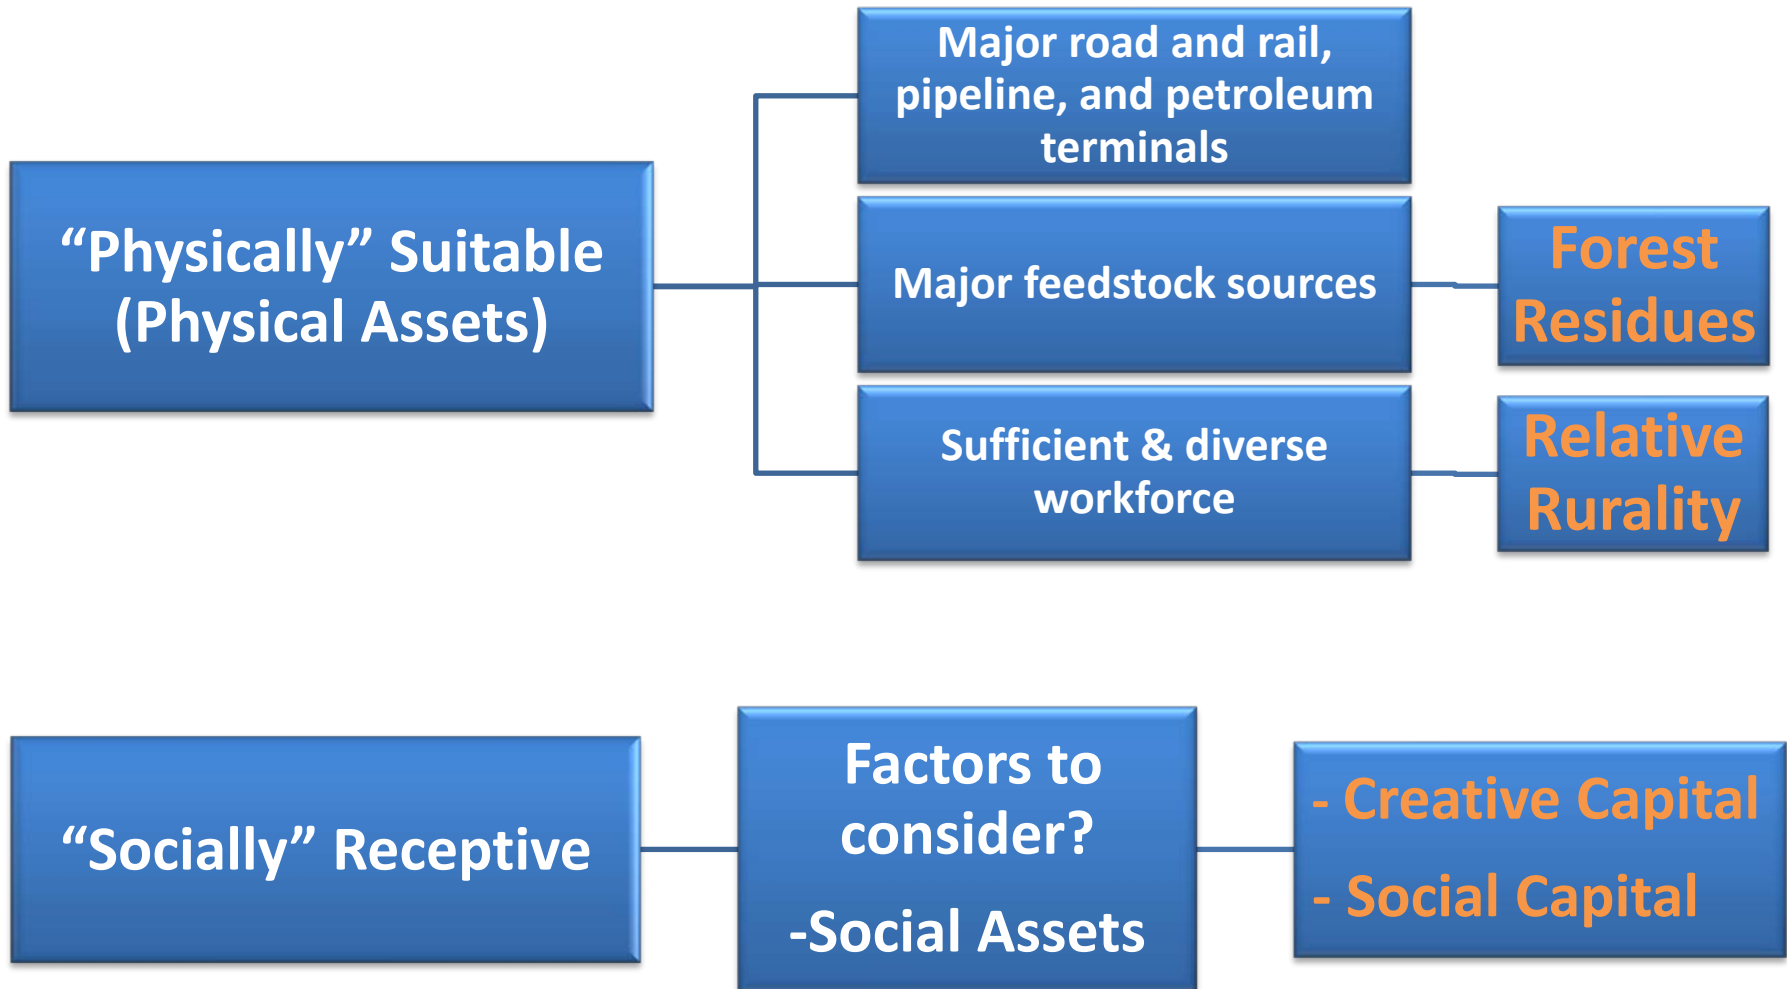 Major road and rail,
pipeline, and petroleum
terminals
“Physically” Suitable
(Physical Assets)
Major feedstock sources
Forest
Residues
Sufficient & diverse
workforce
Relative
Rurality
“Socially” Receptive
Factors to
consider?
-Social Assets
- Creative Capital
- Social Capital